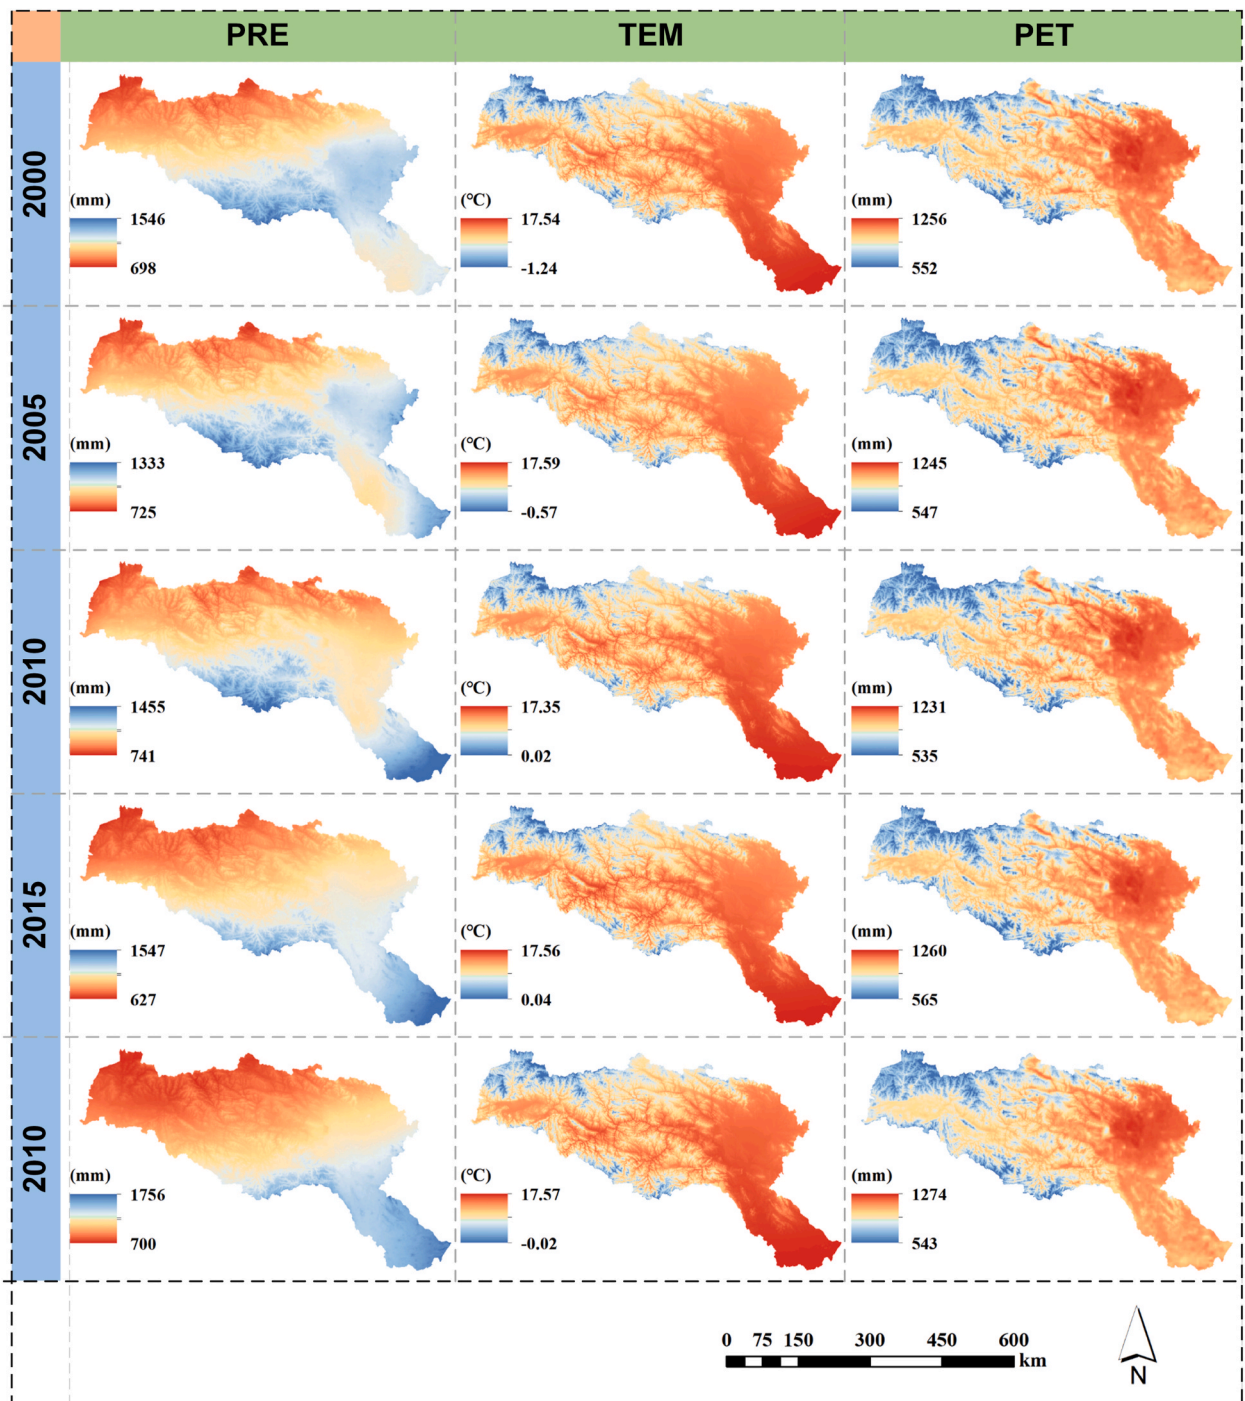 PRE TEM PET
2000
(mm) (°C) (mm)
1546 17.54 1256
698 -1.24 552
2005
(mm) (°C) (mm)
1333 17.59 1245
725 -0.57 547
2010
(mm) (°C) (mm)
1455 17.35 1231
741 0.02 535
2015
(mm) (°C) (mm)
1547 17.56 1260
627 0.04 565
2010
(mm) (°C) (mm)
1756 17.57 1274
700 -0.02 543
0 75 150 300 450 600
km
N